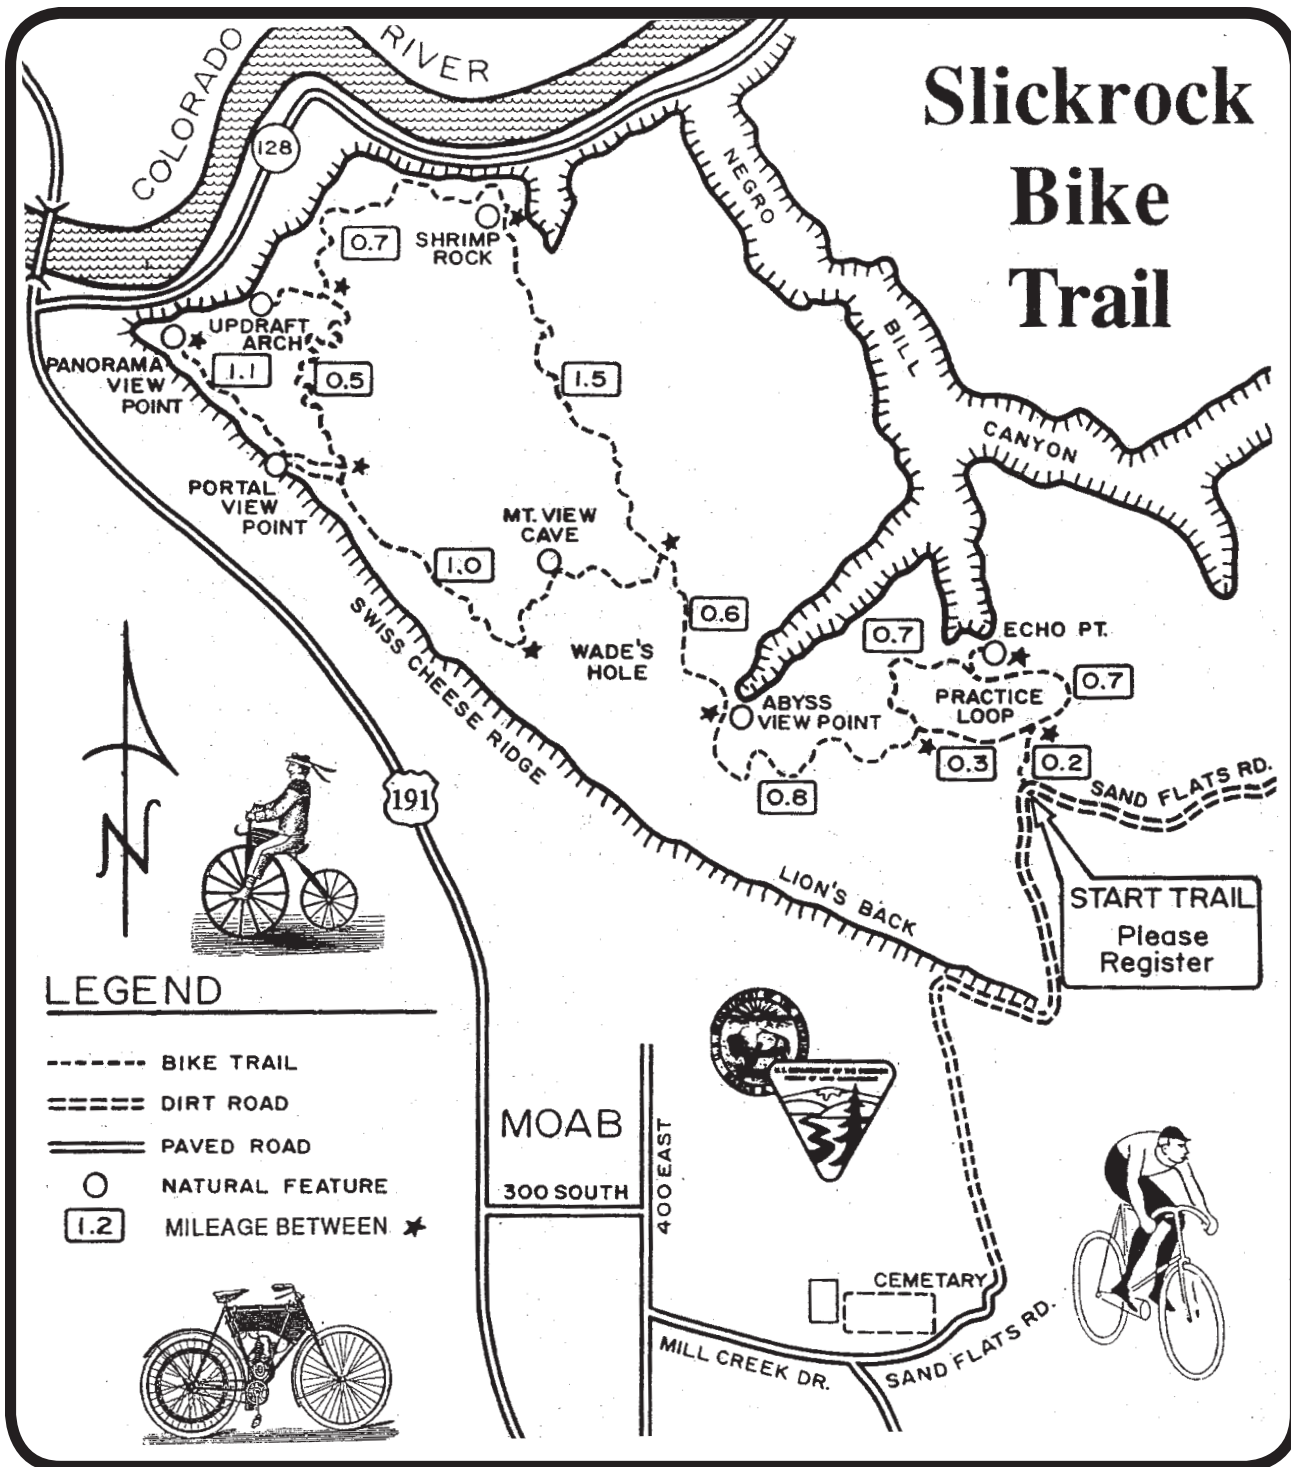 COLORADO
RIVER
Slickrock
Bike
Trail
128
NEGRO
BILL
CANYON
0.7
SHRIMP
ROCK
UPDRAFT
ARCH
PANORAMA
VIEW
POINT
1.1
0.5
1.5
PORTAL
VIEW
POINT
MT. VIEW
CAVE
1.0
0.6
WADE'S
HOLE
0.7
ECHO PT.
PRACTICE
LOOP
0.7
ABYSS
VIEW POINT
0.3
0.2
0.8
SWISS CHEESE RIDGE
SAND FLATS RD.
191
N
LION'S BACK
START TRAIL
Please
Register
LEGEND
BIKE TRAIL
DIRT ROAD
PAVED ROAD
NATURAL FEATURE
1.2 MILEAGE BETWEEN
MOAB
300 SOUTH
400 EAST
CEMETARY
MILL CREEK DR.
SAND FLATS RD.